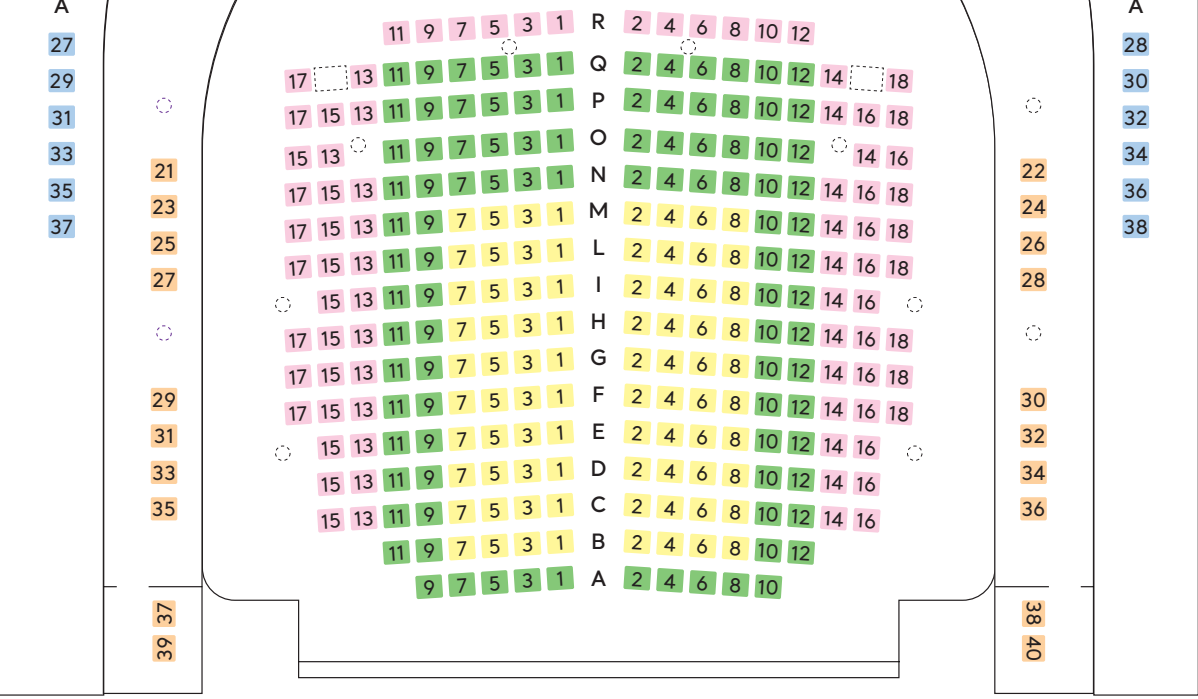 A
27
29
31
33
35
37
21
23
25
27
29
31
33
35
37
39
11 9 7 5 3 1 R 2 4 6 8 10 12
17 13 11 9 7 5 3 1 Q 2 4 6 8 10 12 14 18
17 15 13 11 9 7 5 3 1 P 2 4 6 8 10 12 14 16 18
15 13 11 9 7 5 3 1 O 2 4 6 8 10 12 14 16
17 15 13 11 9 7 5 3 1 N 2 4 6 8 10 12 14 16 18
17 15 13 11 9 7 5 3 1 M 2 4 6 8 10 12 14 16 18
17 15 13 11 9 7 5 3 1 L 2 4 6 8 10 12 14 16 18
15 13 11 9 7 5 3 1 I 2 4 6 8 10 12 14 16
17 15 13 11 9 7 5 3 1 H 2 4 6 8 10 12 14 16 18
17 15 13 11 9 7 5 3 1 G 2 4 6 8 10 12 14 16 18
17 15 13 11 9 7 5 3 1 F 2 4 6 8 10 12 14 16 18
15 13 11 9 7 5 3 1 E 2 4 6 8 10 12 14 16
15 13 11 9 7 5 3 1 D 2 4 6 8 10 12 14 16
15 13 11 9 7 5 3 1 C 2 4 6 8 10 12 14 16
11 9 7 5 3 1 B 2 4 6 8 10 12
9 7 5 3 1 A 2 4 6 8 10
22
24
26
28
30
32
34
36
38
40
A
28
30
32
34
36
38